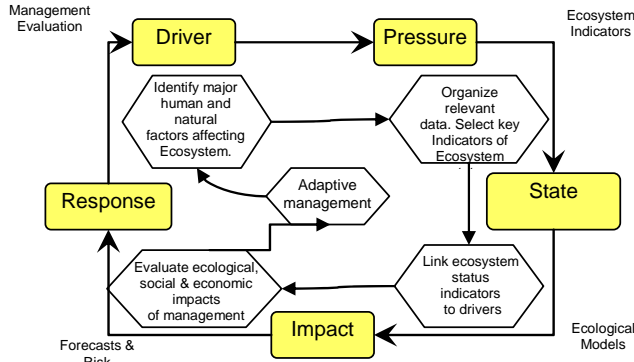 Management
Evaluation
Driver
Pressure
Ecosystem
Indicators
Identify major
human and
natural
factors affecting
Ecosystem.
Organize
relevant
data. Select key
Indicators of
Ecosystem
Adaptive
management
Response
State
Evaluate ecological,
social & economic
impacts
of management
Link ecosystem
status
indicators
to drivers
Impact
Forecasts &
Risk
Ecological
Models